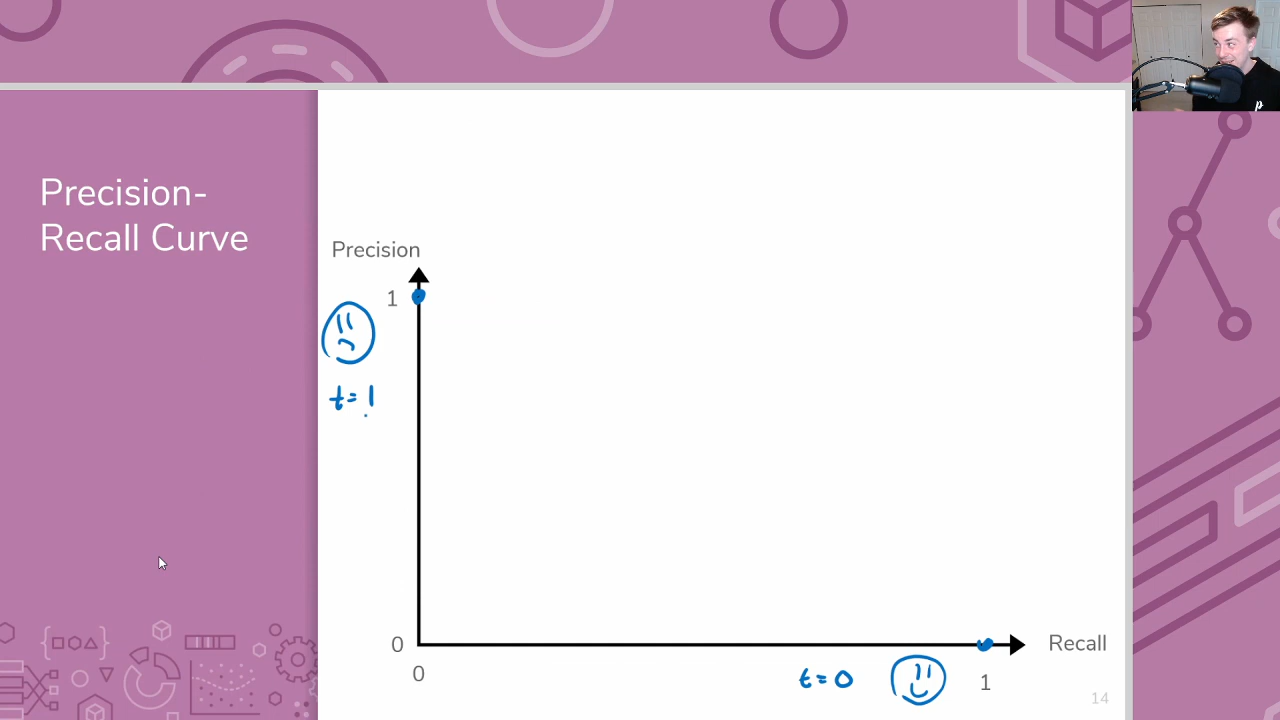 Precision-
Recall Curve
Precision
1
t=1
0
0
Recall
t=0
1
14
p